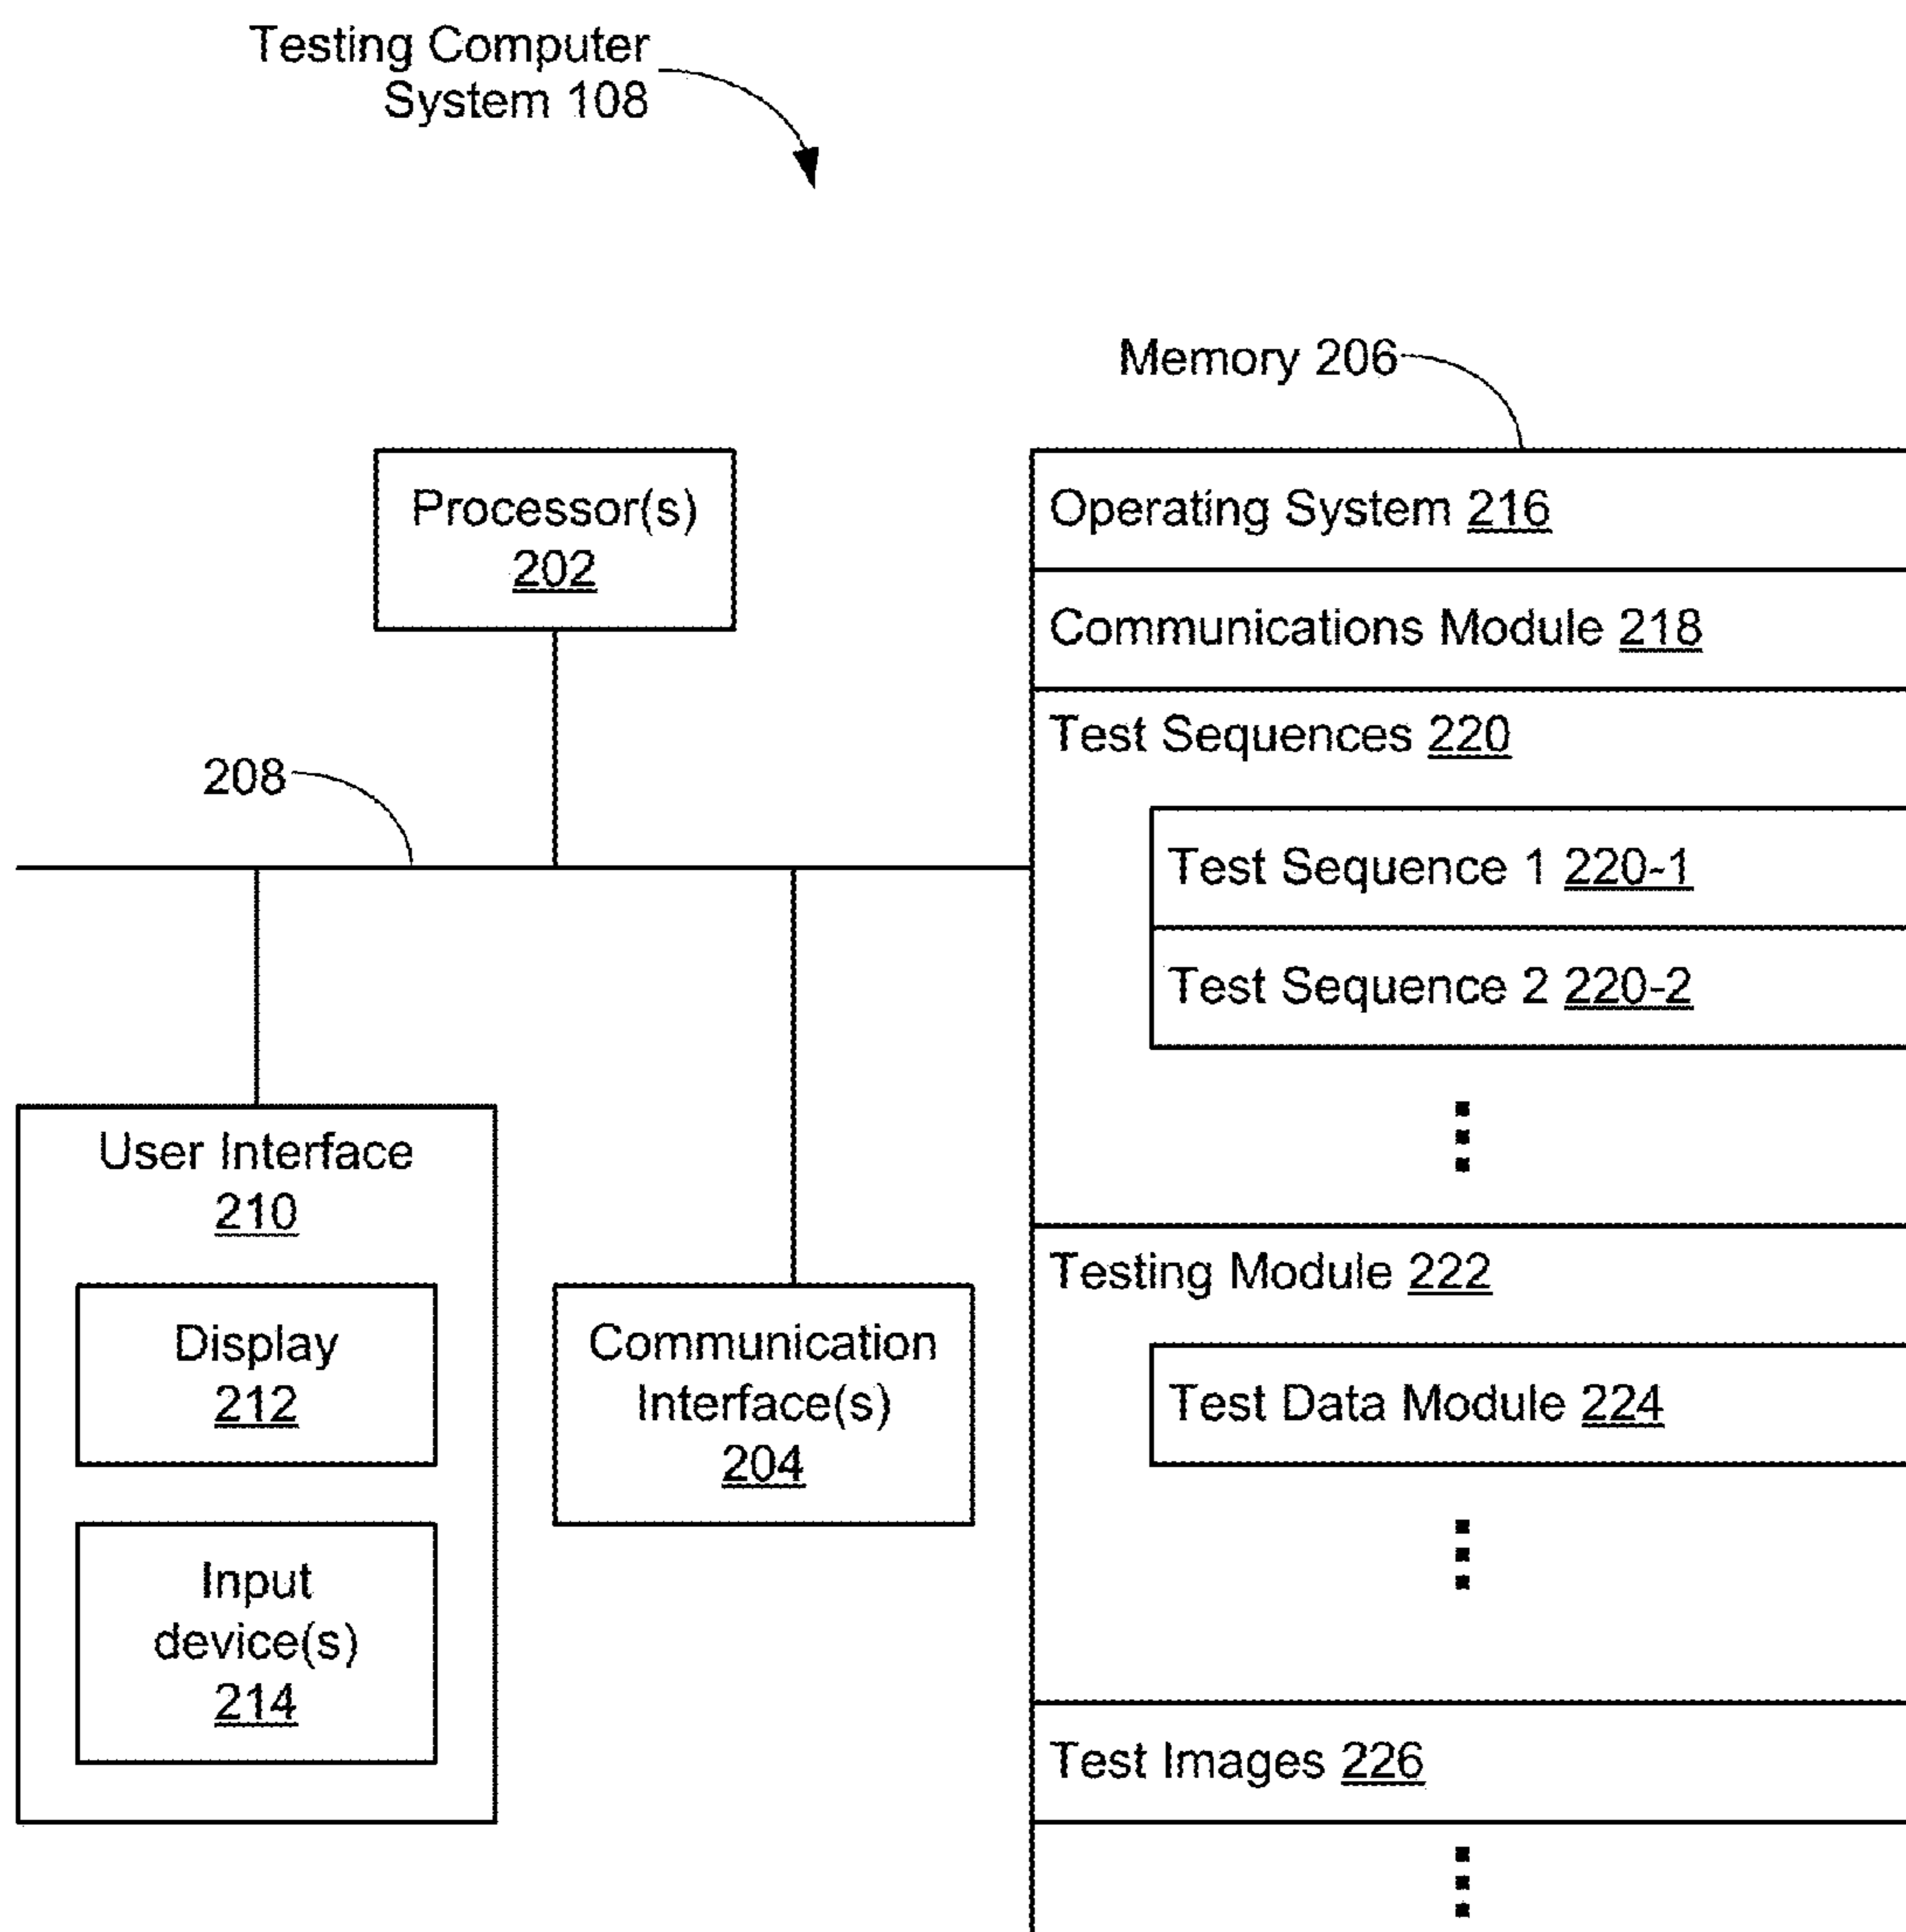 Testing Computer
System 108
Memory 206
Processor(s)
202
208
User Interface
210
Display
212
Input
device(s)
214
Communication
Interface(s)
204
Operating System 216
Communications Module 218
Test Sequences 220
Test Sequence 1 220-1
Test Sequence 2 220-2
Testing Module 222
Test Data Module 224
Test Images 226